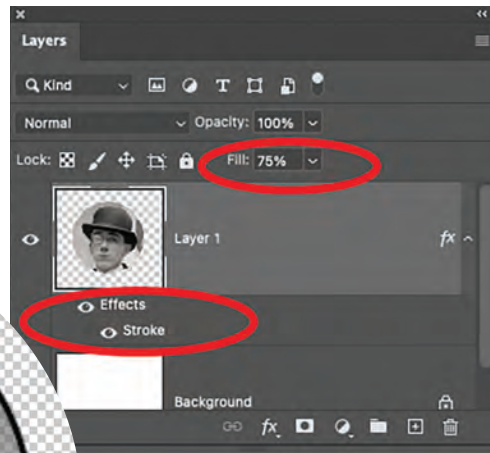 Layers
Kind
Normal Opacity: 100%
Lock: Fill: 75%
Layer 1 fx
Effects
Stroke
Background
fx